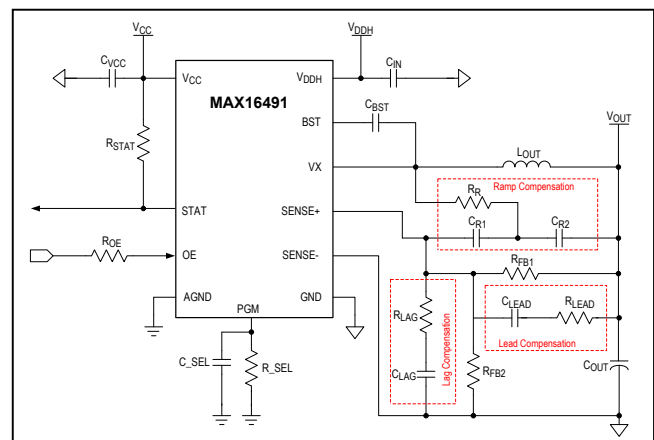 VCC
VDDH
CVCC
CIN
VCC
VDDH
MAX16491
CBST
BST
VOUT
RSTAT
LOUT
VX
RR
Ramp Compensation
STAT
SENSE+
CR1
CR2
ROE
OE
SENSE-
RFB1
AGND
GND
CLEAD
RLEAD
PGM
RLAG
Lead Compensation
C_SEL
R_SEL
CLAG
Lag Compensation
RFB2
COUT